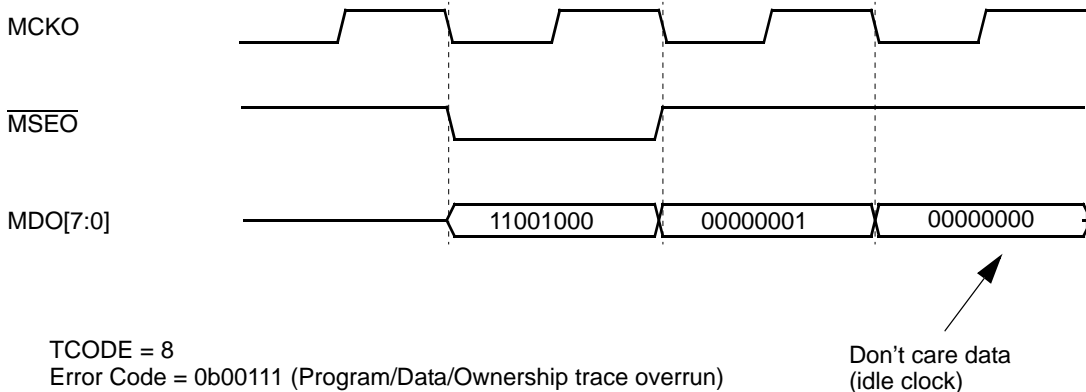 MCKO
MSEO
MDO[7:0]
11001000
00000001
00000000
TCODE = 8
Error Code = 0b00111 (Program/Data/Ownership trace overrun)
Don't care data
(idle clock)